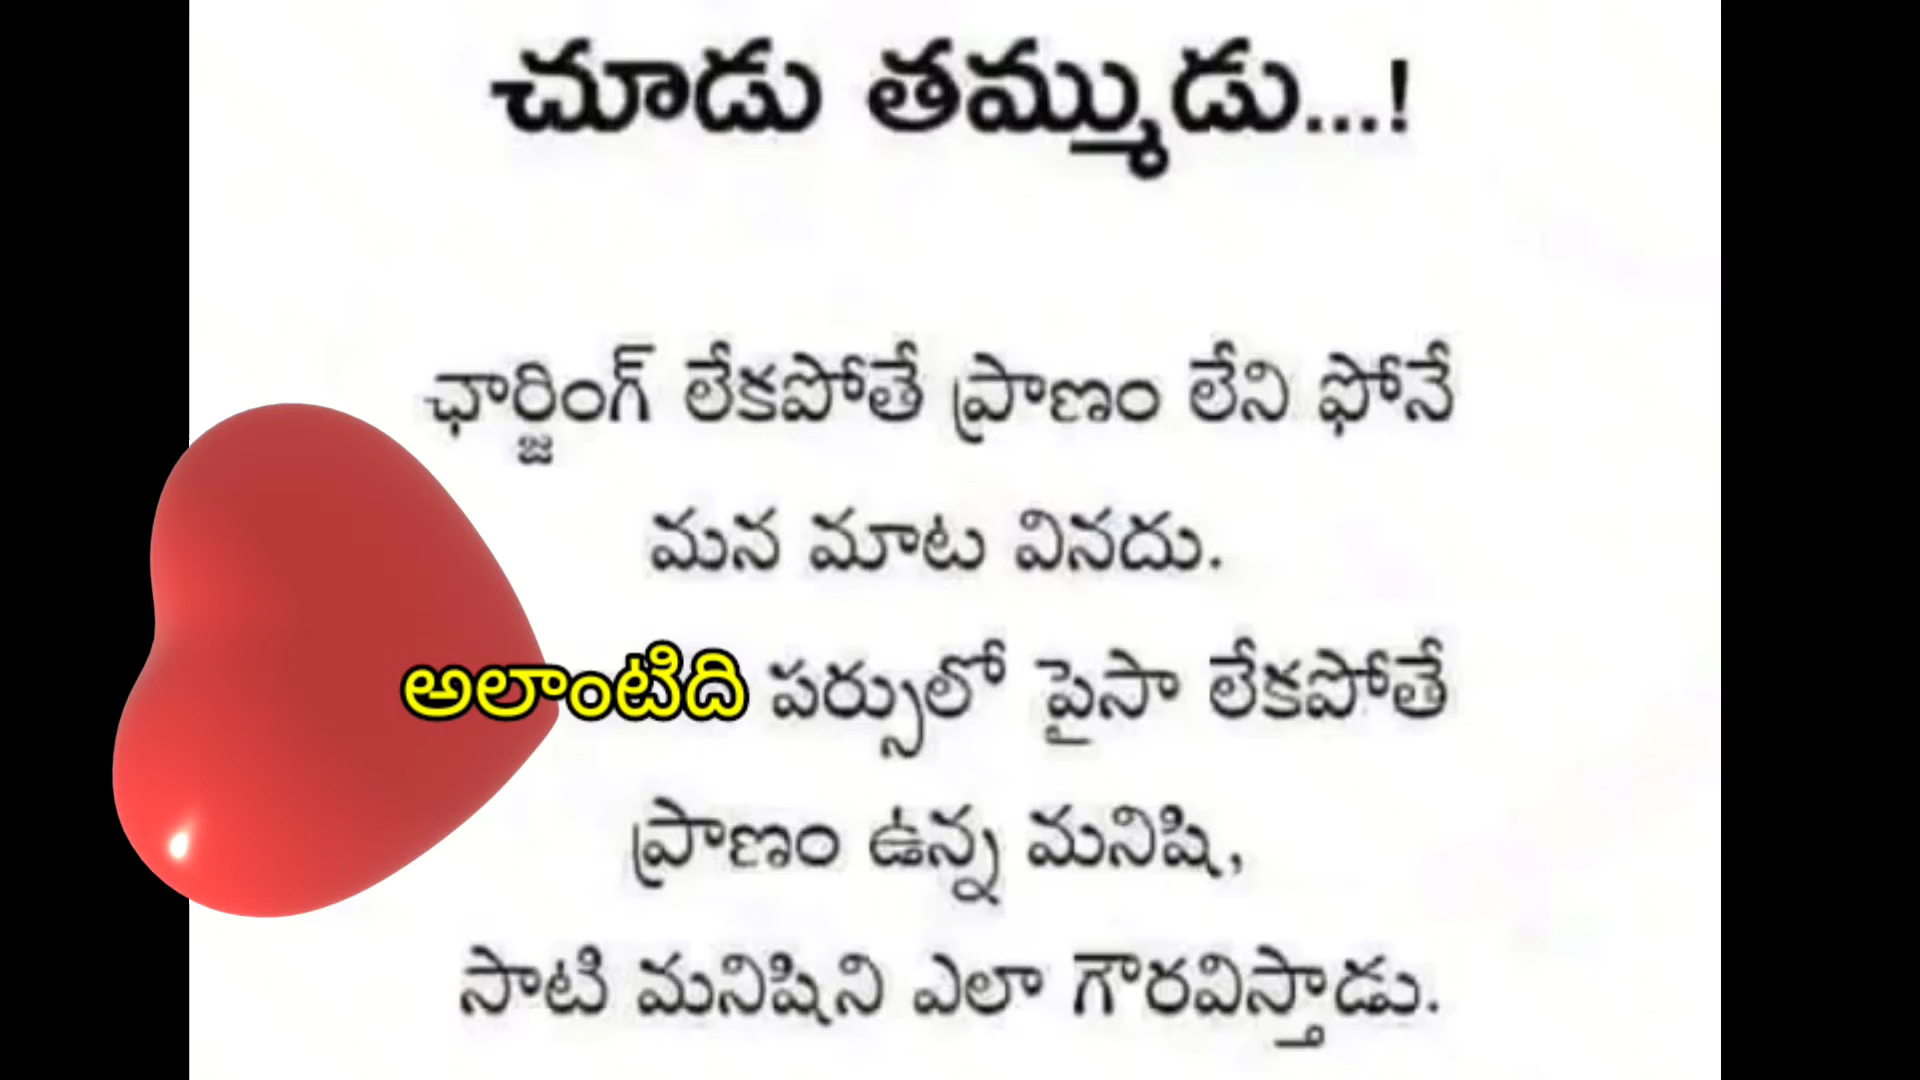 చూడు తమ్ముడు...!
ఛార్జింగ్ లేకపోతే ప్రాణం లేని ఫోనే
మన మాట వినదు.
అలాంటిది పర్సులో పైసా లేకపోతే
ప్రాణం ఉన్న మనిషి,
సాటి మనిషిని ఎలా గౌరవిస్తాడు.